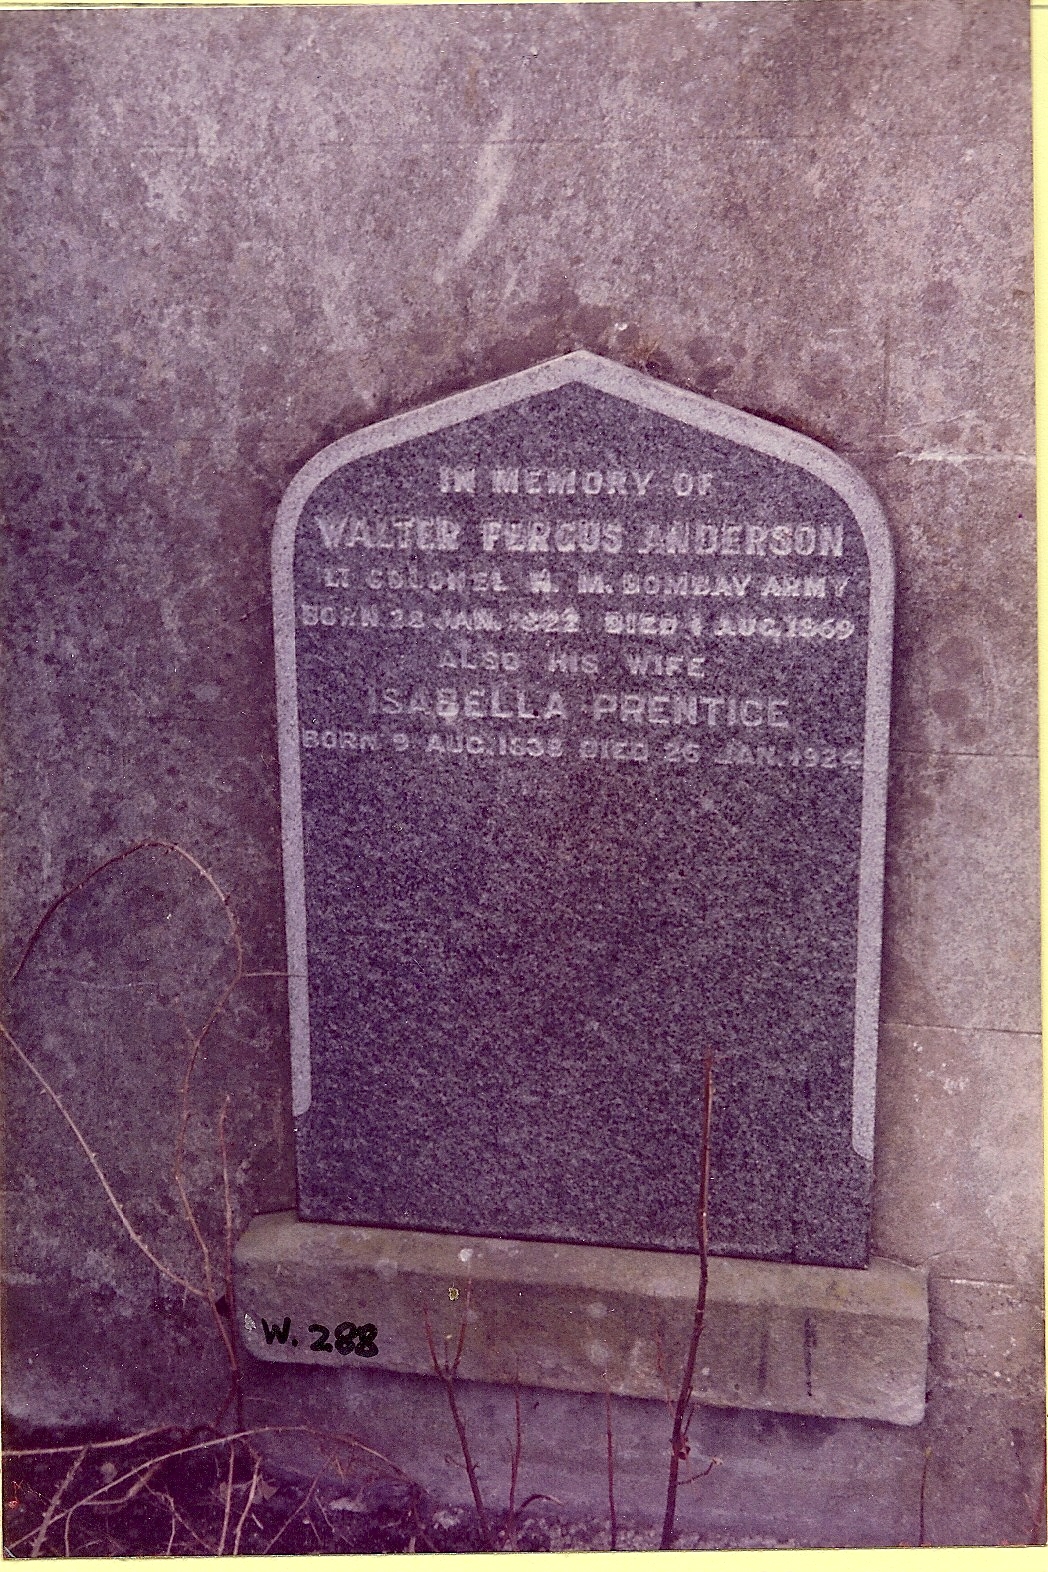 IN MEMORY OF
WALTER FERGUS ANDERSON
LT COLONEL H. M. BOMBAY ARMY
BORN 28 JAN. 1822 DIED 1 AUG. 1869
ALSO HIS WIFE
ISABELLA PRENTICE
BORN 9 AUG. 1838 DIED 26 JAN. 1924
W. 288